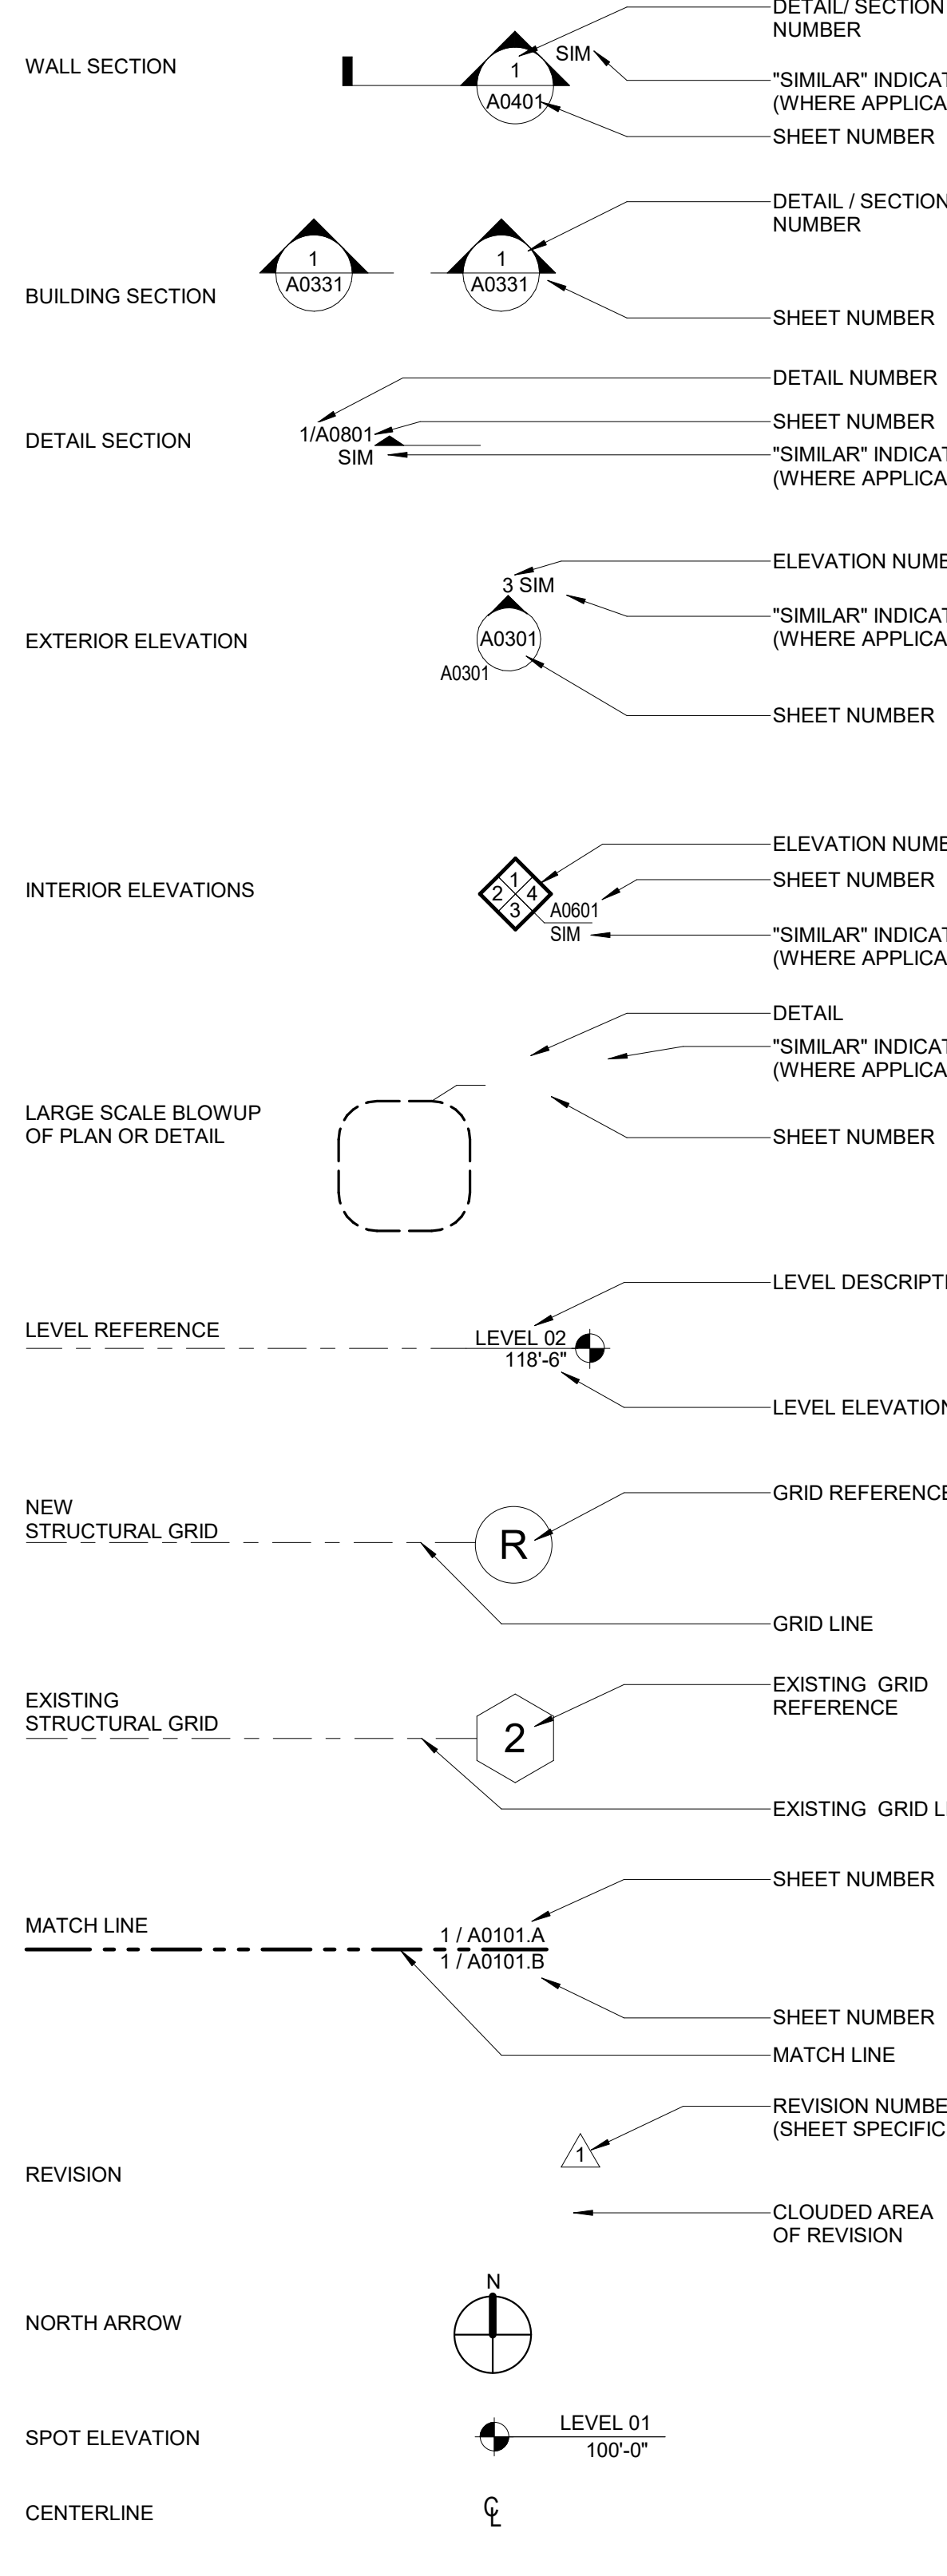 DETAIL/ SECTION
NUMBER
WALL SECTION
SIM
1
A0401
"SIMILAR" INDICAT
(WHERE APPLICA
SHEET NUMBER
DETAIL / SECTION
NUMBER
1
A0331
1
A0331
BUILDING SECTION
SHEET NUMBER
DETAIL NUMBER
SHEET NUMBER
DETAIL SECTION
1/A0801
SIM
"SIMILAR" INDICAT
(WHERE APPLICA
ELEVATION NUMB
3 SIM
"SIMILAR" INDICAT
(WHERE APPLICA
EXTERIOR ELEVATION
A0301
A0301
SHEET NUMBER
ELEVATION NUMB
SHEET NUMBER
INTERIOR ELEVATIONS
1
2 4
3
A0601
SIM
"SIMILAR" INDICAT
(WHERE APPLICA
DETAIL
"SIMILAR" INDICAT
(WHERE APPLICA
LARGE SCALE BLOWUP
OF PLAN OR DETAIL
SHEET NUMBER
LEVEL DESCRIPTI
LEVEL REFERENCE
LEVEL 02
118'-6"
LEVEL ELEVATION
GRID REFERENCE
NEW
STRUCTURAL GRID
R
GRID LINE
EXISTING GRID
REFERENCE
EXISTING
STRUCTURAL GRID
2
EXISTING GRID LI
SHEET NUMBER
MATCH LINE
1 / A0101.A
1 / A0101.B
SHEET NUMBER
MATCH LINE
REVISION NUMBE
(SHEET SPECIFIC
1
REVISION
CLOUDED AREA
OF REVISION
N
NORTH ARROW
SPOT ELEVATION
LEVEL 01
100'-0"
CENTERLINE
℄